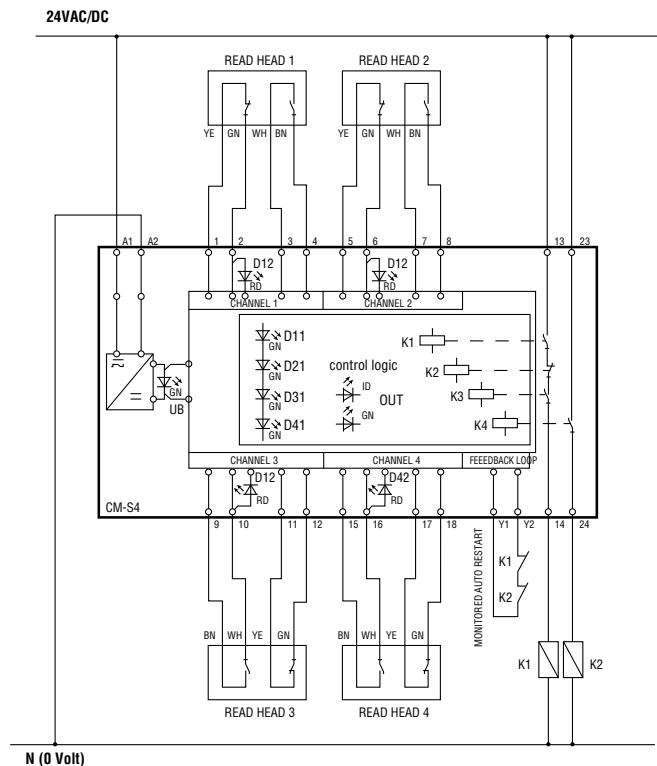 24VAC/DC
READ HEAD 1 READ HEAD 2
YE GN WH BN YE GN WH BN
A1 A2 1 2 3 4 5 6 7 8 13 23
D12 D12
RD RD
CHANNEL 1 CHANNEL 2
D11 K1
GN
D21 control logic K2
GN
ID
GN UB D31 OUT K3
GN
GN
D41 K4
GN
CHANNEL 3 CHANNEL 4 FEEEDBACK LOOP
D12 D42
RD RD
CM-S4
9 10 11 12 15 16 17 18 Y1 Y2 14 24
MONITORED AUTO RESTART
K1
K2
BN WH YE GN BN WH YE GN
K1 K2
READ HEAD 3 READ HEAD 4
N (0 Volt)